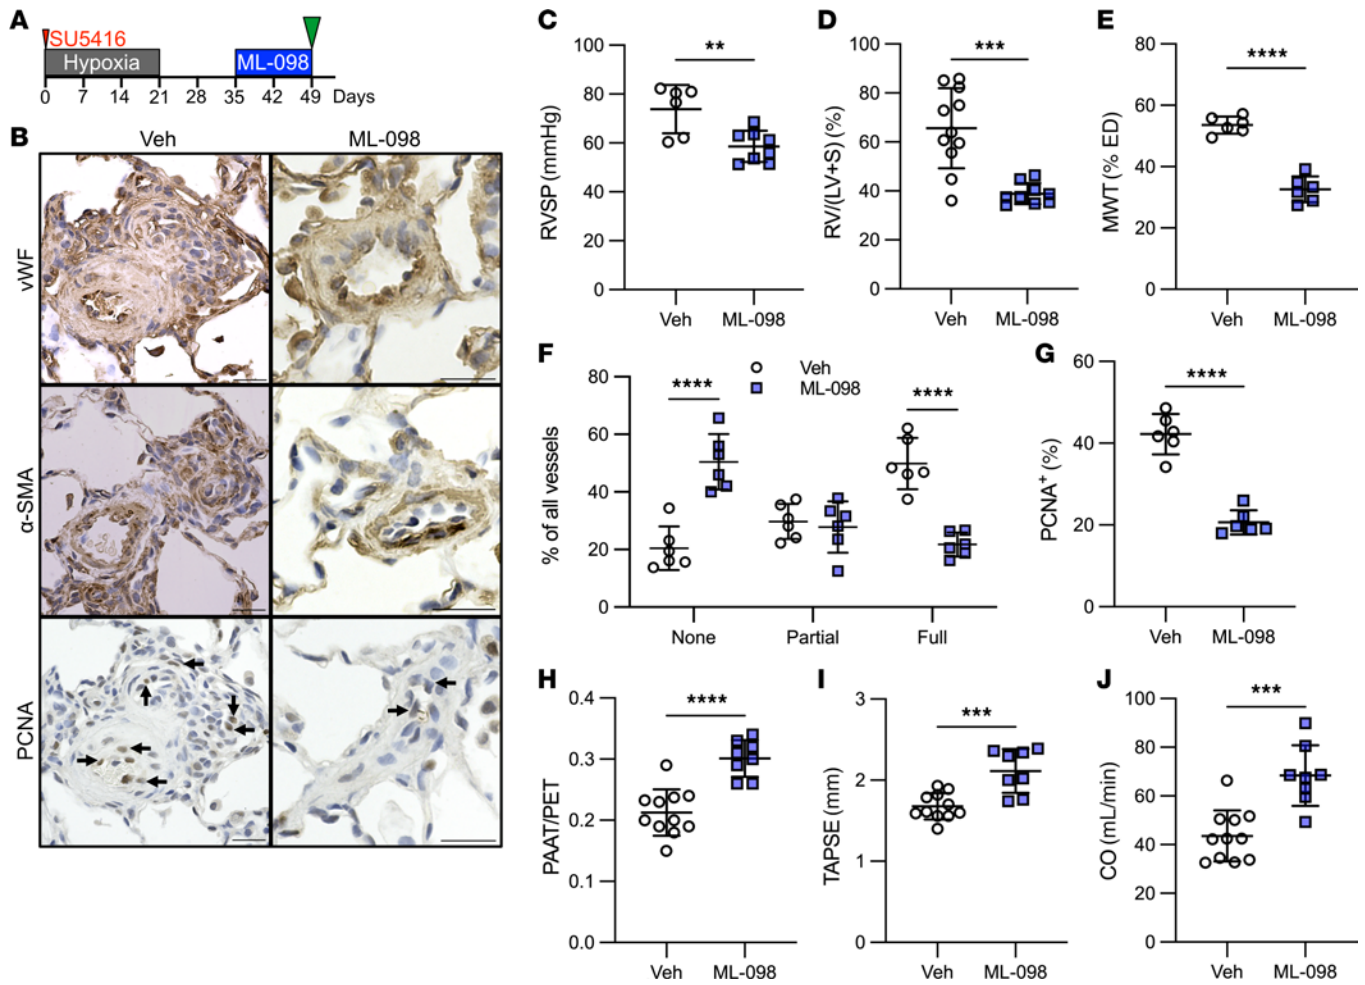 A
SU5416
Hypoxia
ML-098
0 7 14 21 28 35 42 49 Days
B
Veh ML-098
vWF
α-SMA
PCNA
C
**
RVSP (mmHg)
100
80
60
40
20
0
Veh ML-098
D
***
RV/(LV+S) (%)
100
80
60
40
20
0
Veh ML-098
E
****
MWT (% ED)
80
60
40
20
0
Veh ML-098
F
Veh
ML-098
**** ****
% of all vessels
80
60
40
20
0
None Partial Full
G
****
PCNA+ (%)
60
40
20
0
Veh ML-098
H
****
PAAT/PET
0.4
0.3
0.2
0.1
0.0
Veh ML-098
I
***
TAPSE (mm)
3
2
1
0
Veh ML-098
J
***
CO (mL/min)
100
80
60
40
20
0
Veh ML-098